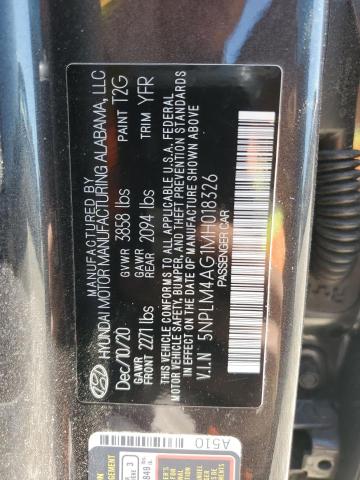 HYUNDAI MOTOR MANUFACTURING ALABAMA, LLC
Dec/10/20 GVWR 3858 lbs PAINT T2G
GAWR FRONT 2271 lbs GAWR REAR 2094 lbs TRIM YFR
THIS VEHICLE CONFORMS TO ALL APPLICABLE U.S.A. FEDERAL
MOTOR VEHICLE SAFETY, BUMPER, AND THEFT PREVENTION STANDARDS
IN EFFECT ON THE DATE OF MANUFACTURE SHOWN ABOVE
V.I.N 5NPLM4AG1MH018326
PASSENGER CAR
A510